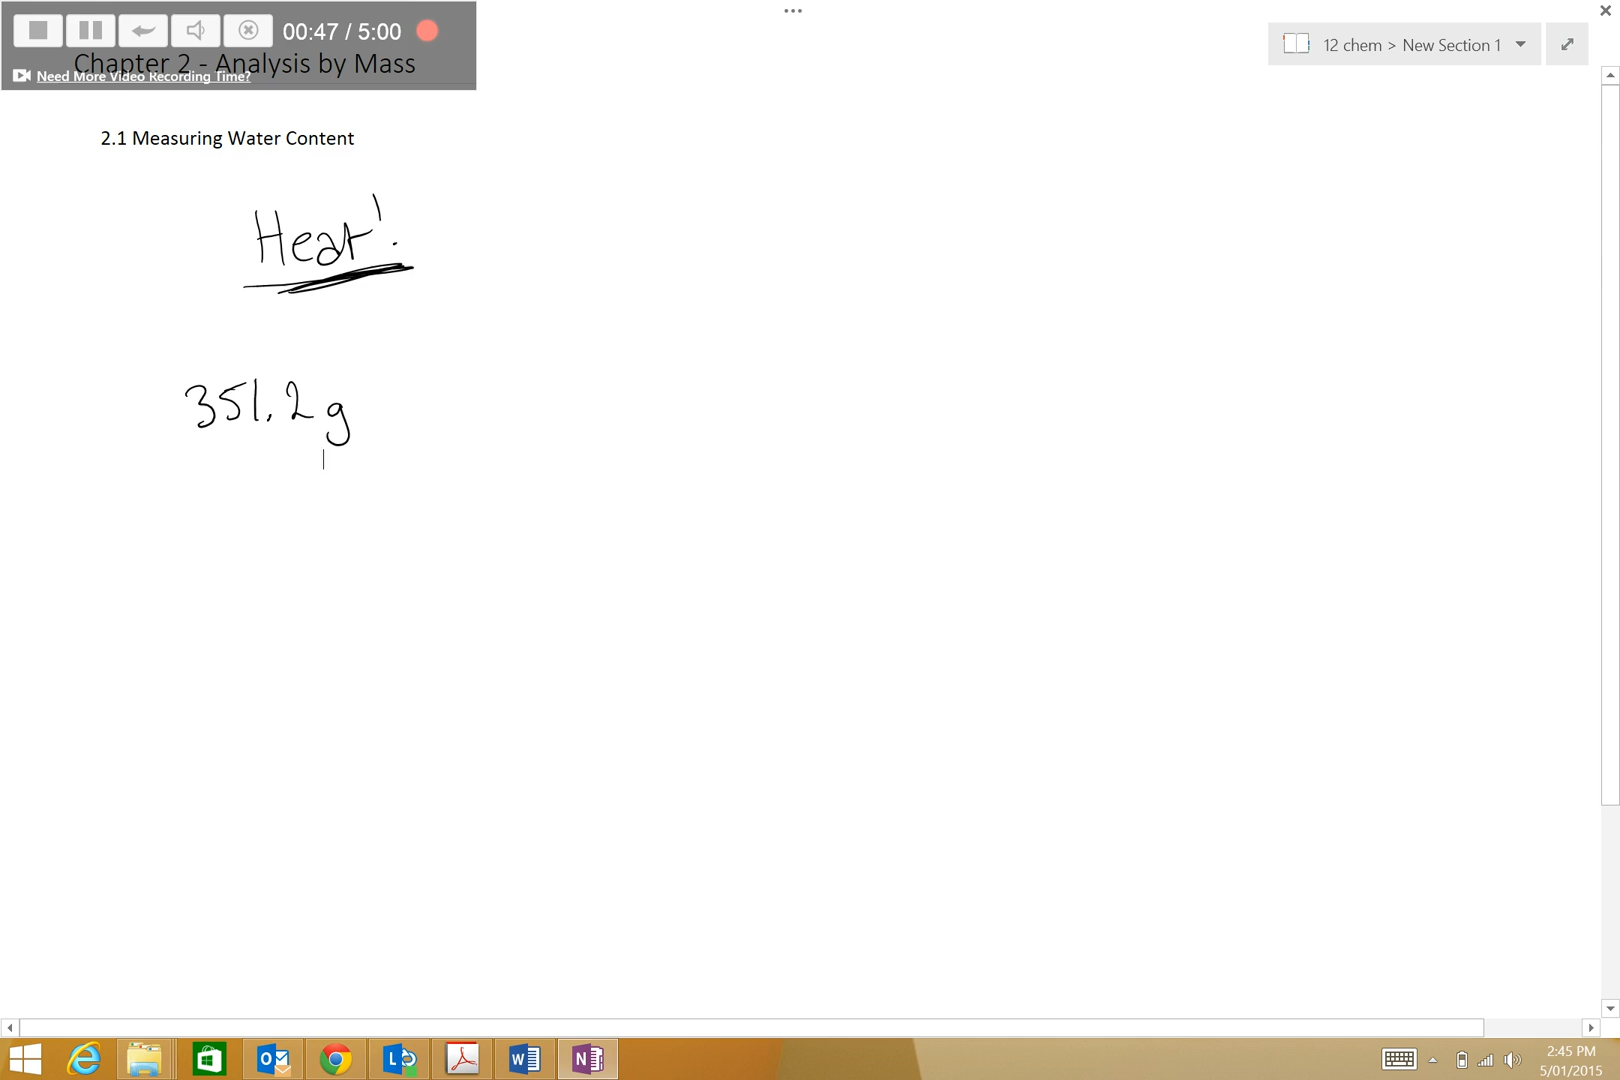 00:47 / 5:00
Chapter 2 - Analysis by Mass
Need More Video Recording Time?
12 chem > New Section 1
2.1 Measuring Water Content
Heat!
351.2 g
2:45 PM
5/01/2015